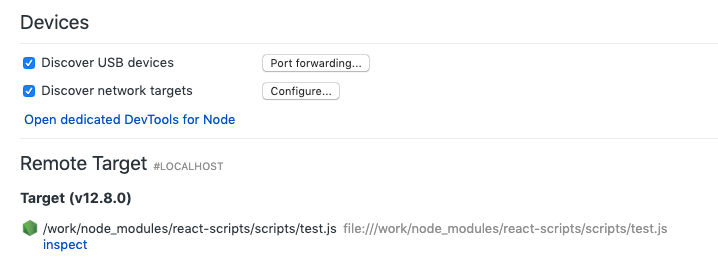 Devices
Discover USB devices Port forwarding...
Discover network targets Configure...
Open dedicated DevTools for Node
Remote Target #LOCALHOST
Target (v12.8.0)
/work/node_modules/react-scripts/scripts/test.js file:///work/node_modules/react-scripts/scripts/test.js
inspect